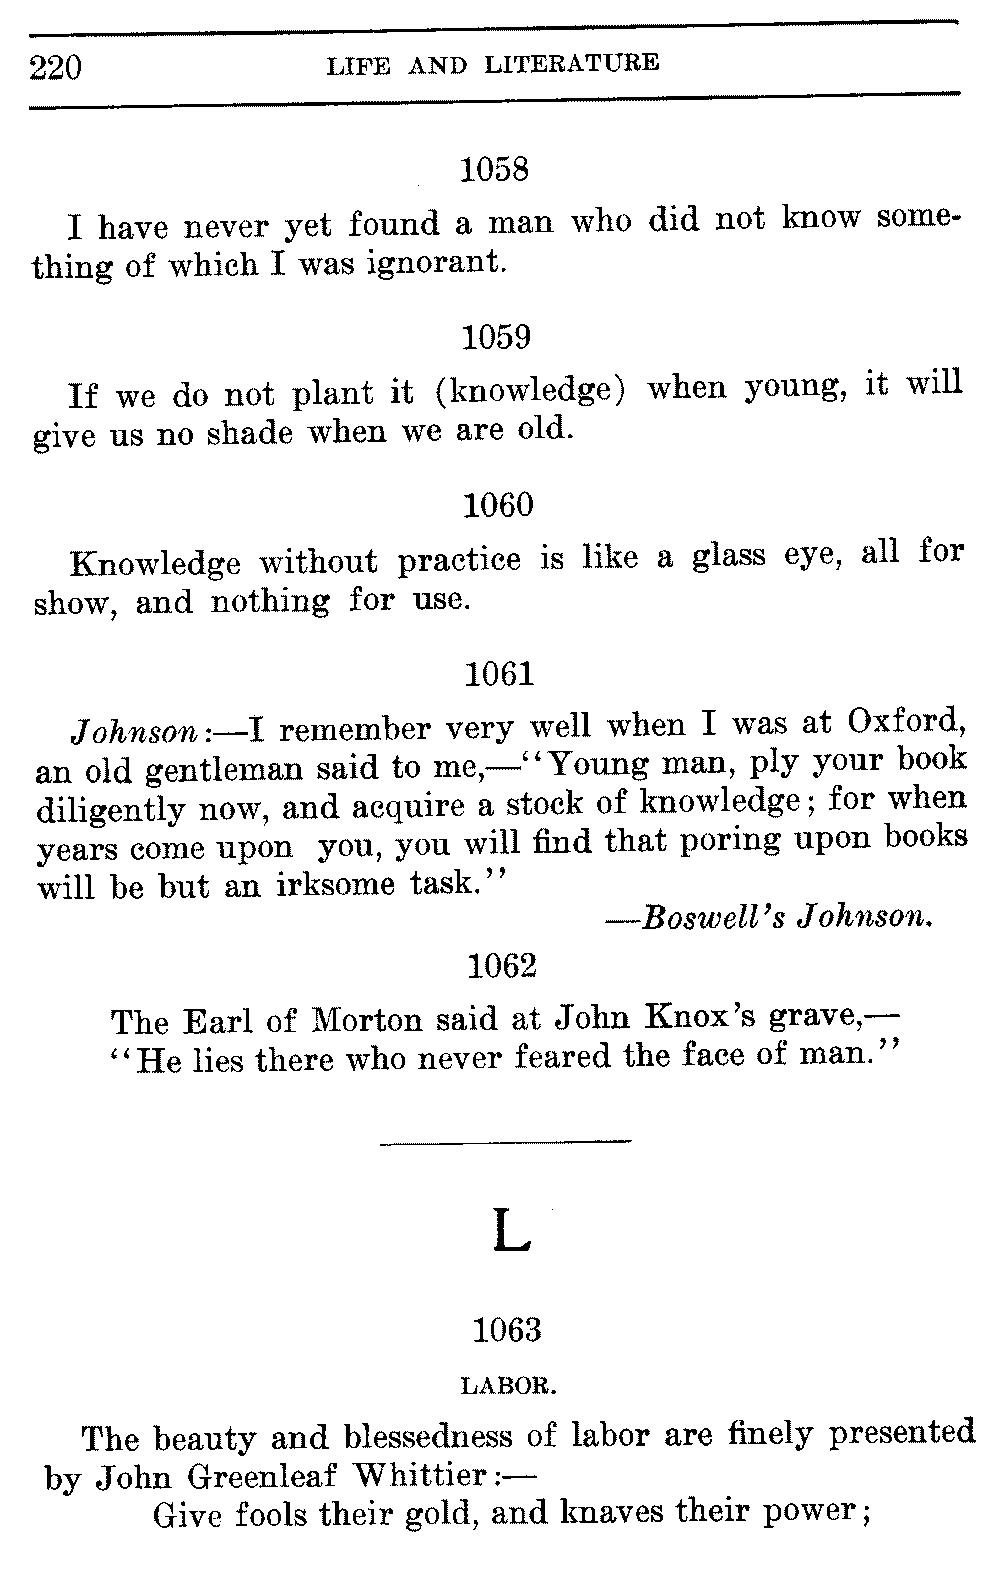 220 LIFE AND LITERATURE
1058
I have never yet found a man who did not know some-
thing of which I was ignorant.
1059
If we do not plant it (knowledge) when young, it will
give us no shade when we are old.
1060
Knowledge without practice is like a glass eye, all for
show, and nothing for use.
1061
Johnson:—I remember very well when I was at Oxford,
an old gentleman said to me,—"Young man, ply your book
diligently now, and acquire a stock of knowledge; for when
years come upon you, you will find that poring upon books
will be but an irksome task."
—Boswell's Johnson.
1062
The Earl of Morton said at John Knox's grave,—
"He lies there who never feared the face of man."
L
1063
LABOR.
The beauty and blessedness of labor are finely presented
by John Greenleaf Whittier:—
Give fools their gold, and knaves their power;